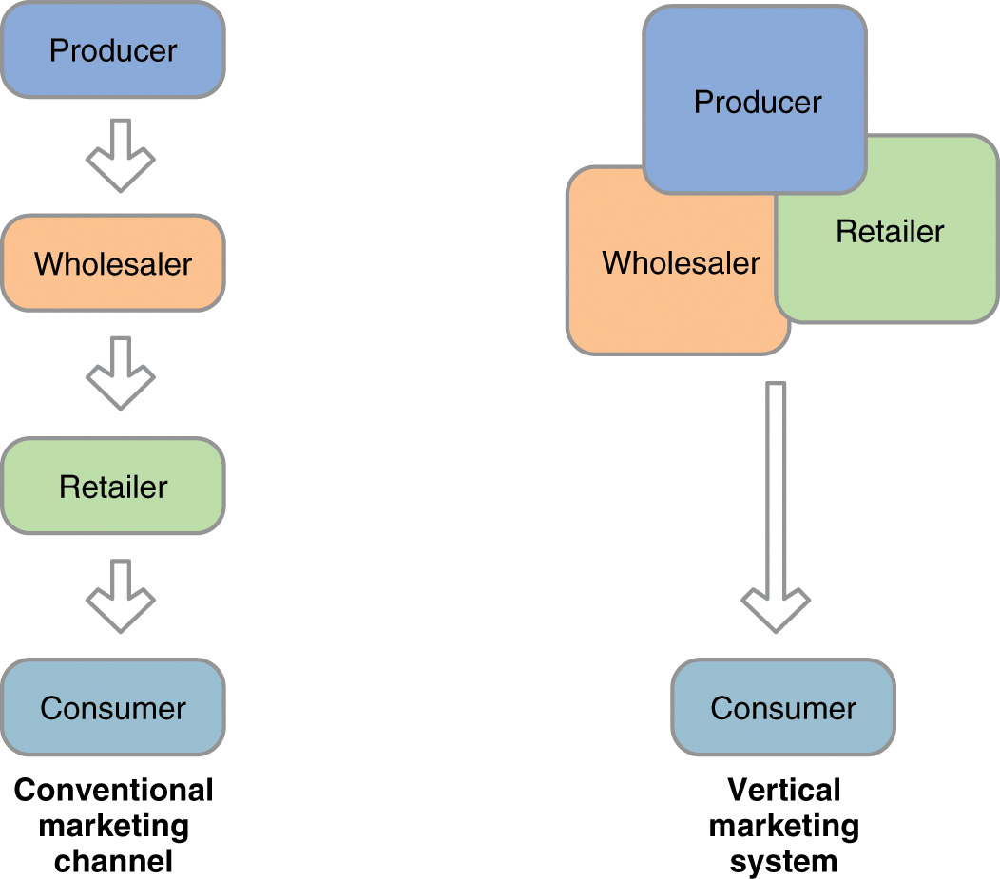 Producer
Wholesaler
Retailer
Consumer
Conventional
marketing
channel
Producer
Retailer
Wholesaler
Consumer
Vertical
marketing
system